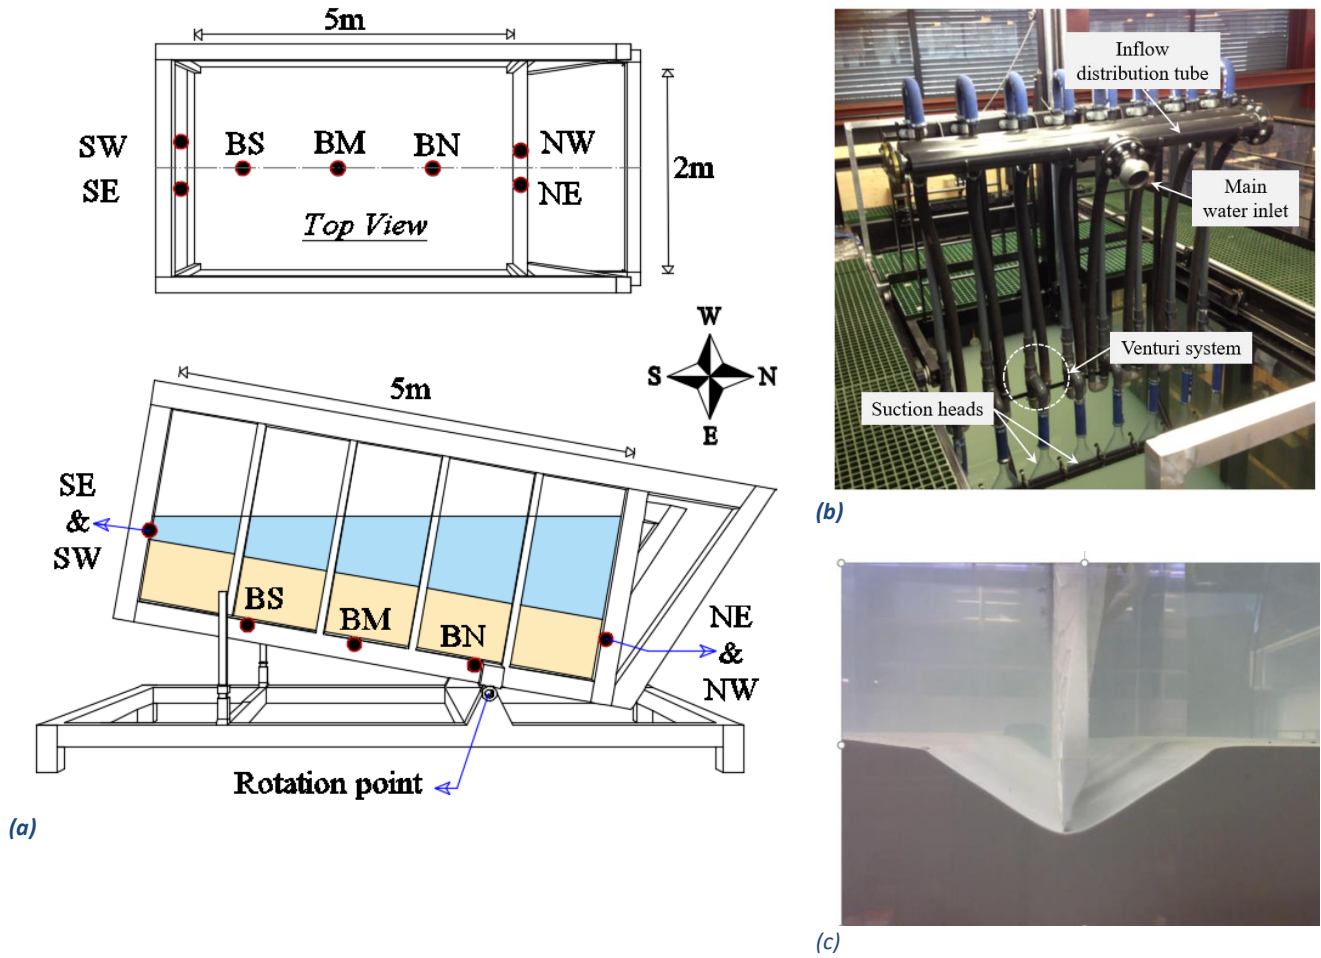 5m
SW
SE
BS
BM
BN
NW
NE
2m
Top View
W
S
N
E
5m
SE
&
SW
BS
BM
BN
NE
&
NW
Rotation point
(a)
Inflow
distribution tube
Main
water inlet
Venturi system
Suction heads
(b)
(c)